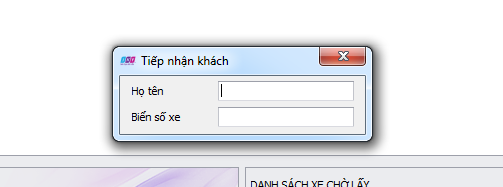 Tiếp nhận khách
Họ tên
Biển số xe
DANH SÁCH XE CHỜ LẤY